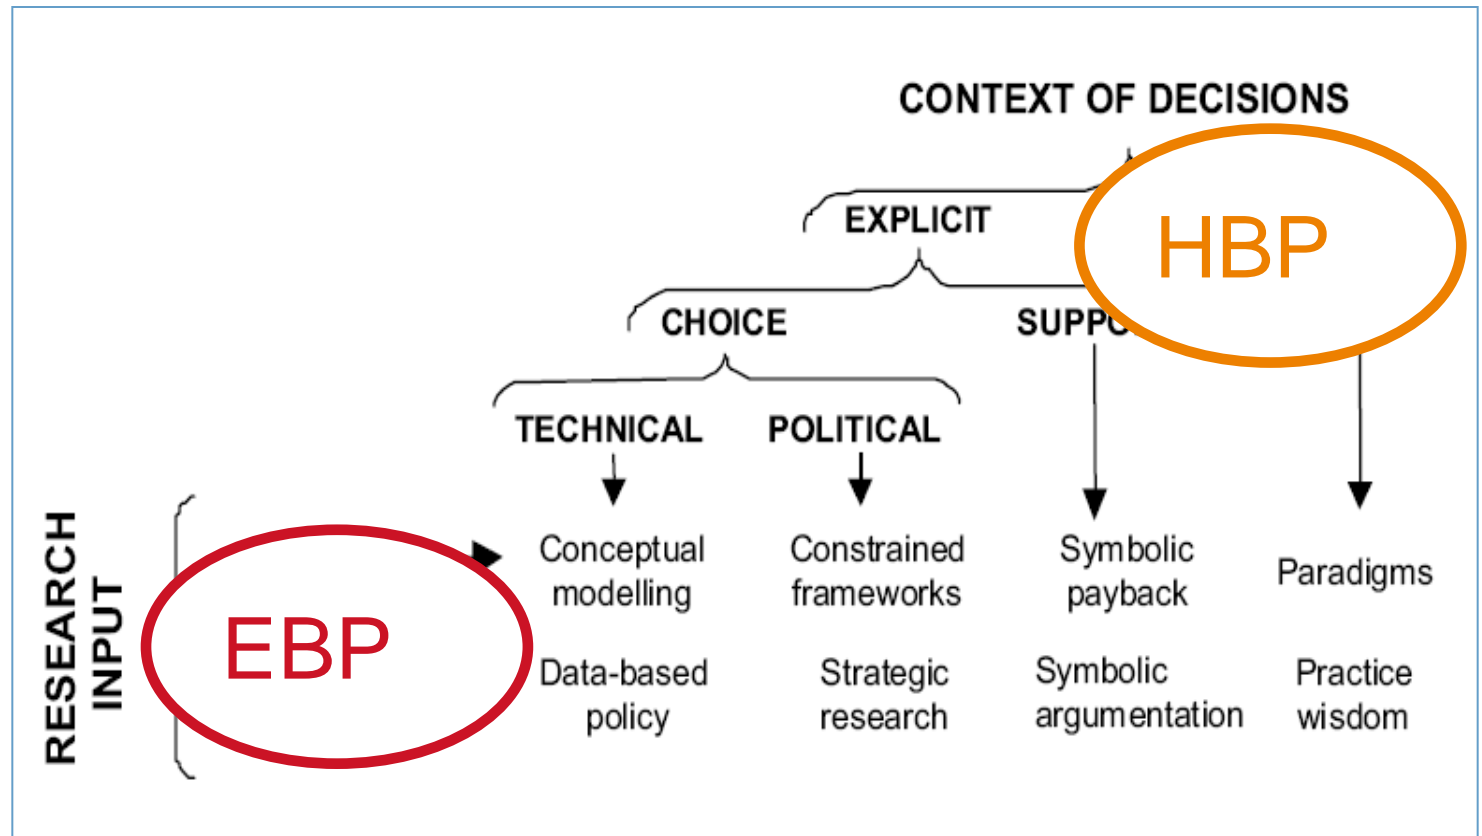 CONTEXT OF DECISIONS
HBP
EXPLICIT
CHOICE
TECHNICAL
POLITICAL
RESEARCH
INPUT
EBP
Conceptual
modelling
Constrained
frameworks
Symbolic
payback
Paradigms
Data-based
policy
Strategic
research
Symbolic
argumentation
Practice
wisdom